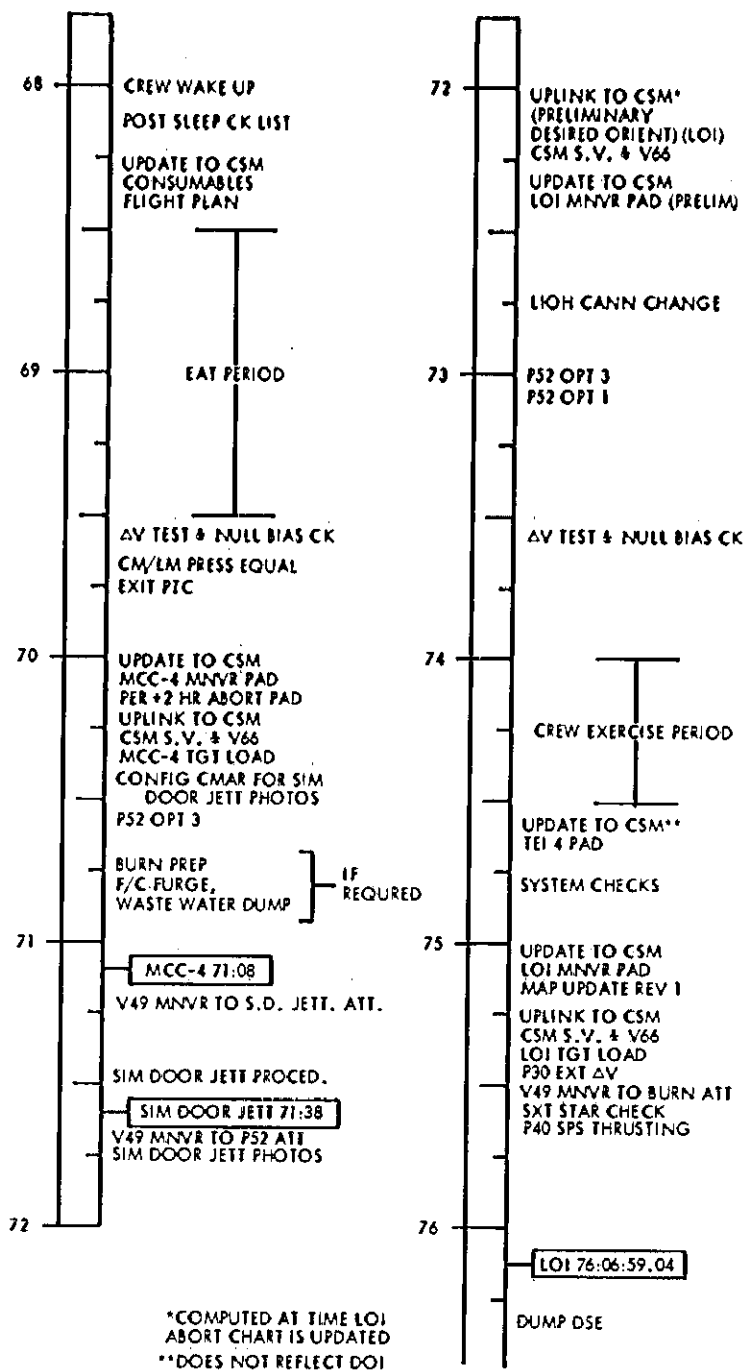 68
CREW WAKE UP
POST SLEEP CK LIST
UPDATE TO CSM
CONSUMABLES
FLIGHT PLAN
69
EAT PERIOD
ΔV TEST & NULL BIAS CK
CM/LM PRESS EQUAL
EXIT PTC
70
UPDATE TO CSM
MCC-4 MNVR PAD
PER +2 HR ABORT PAD
UPLINK TO CSM
CSM S.V. & V66
MCC-4 TGT LOAD
CONFIG CMAR FOR SIM
DOOR JETT PHOTOS
P52 OPT 3
BURN PREP
F/C FURGE,
WASTE WATER DUMP
IF
REQURED
71
MCC-4 71:08
V49 MNVR TO S.D. JETT. ATT.
SIM DOOR JETT PROCED.
SIM DOOR JETT 71:38
V49 MNVR TO P52 ATT
SIM DOOR JETT PHOTOS
72
*COMPUTED AT TIME LOI
ABORT CHART IS UPDATED
**DOES NOT REFLECT DOI
72
UPLINK TO CSM*
(PRELIMINARY
DESIRED ORIENT) (LOI)
CSM S.V. & V66
UPDATE TO CSM
LOI MNVR PAD (PRELIM)
LIOH CANN CHANGE
73
P52 OPT 3
P52 OPT 1
ΔV TEST & NULL BIAS CK
74
CREW EXERCISE PERIOD
UPDATE TO CSM**
TEI 4 PAD
SYSTEM CHECKS
75
UPDATE TO CSM
LOI MNVR PAD
MAP UPDATE REV 1
UPLINK TO CSM
CSM S.V. & V66
LOI TGT LOAD
P30 EXT ΔV
V49 MNVR TO BURN ATT
SXT STAR CHECK
P40 SPS THRUSTING
76
LOI 76:06:59.04
DUMP DSE